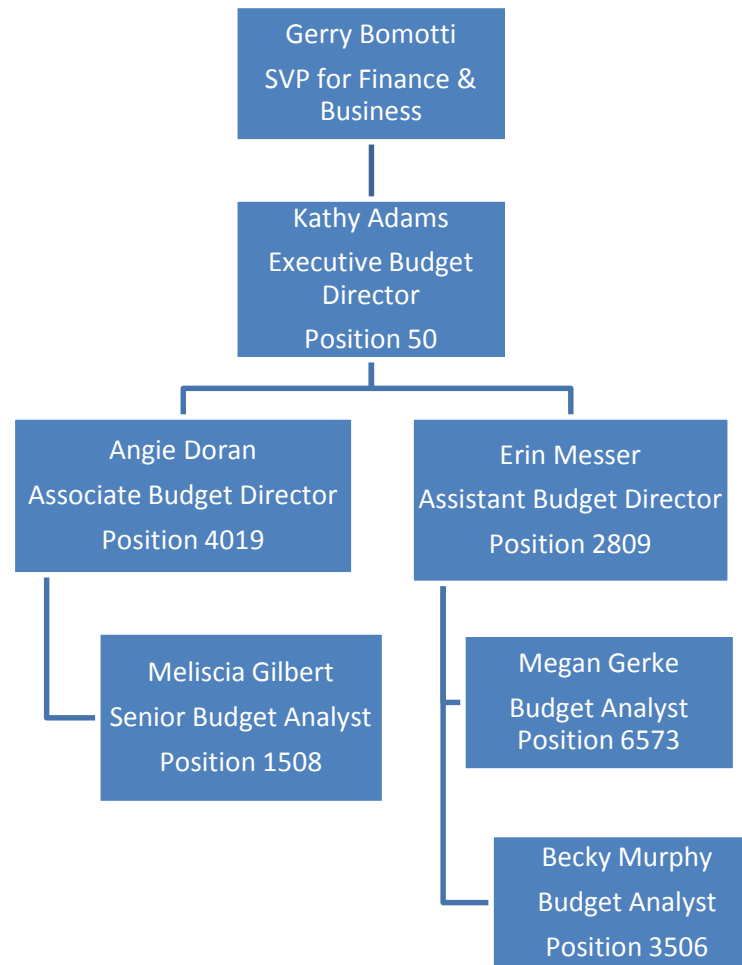 Gerry Bomotti
SVP for Finance &
Business
Kathy Adams
Executive Budget
Director
Position 50
Angie Doran
Associate Budget Director
Position 4019
Erin Messer
Assistant Budget Director
Position 2809
Meliscia Gilbert
Senior Budget Analyst
Position 1508
Megan Gerke
Budget Analyst
Position 6573
Becky Murphy
Budget Analyst
Position 3506